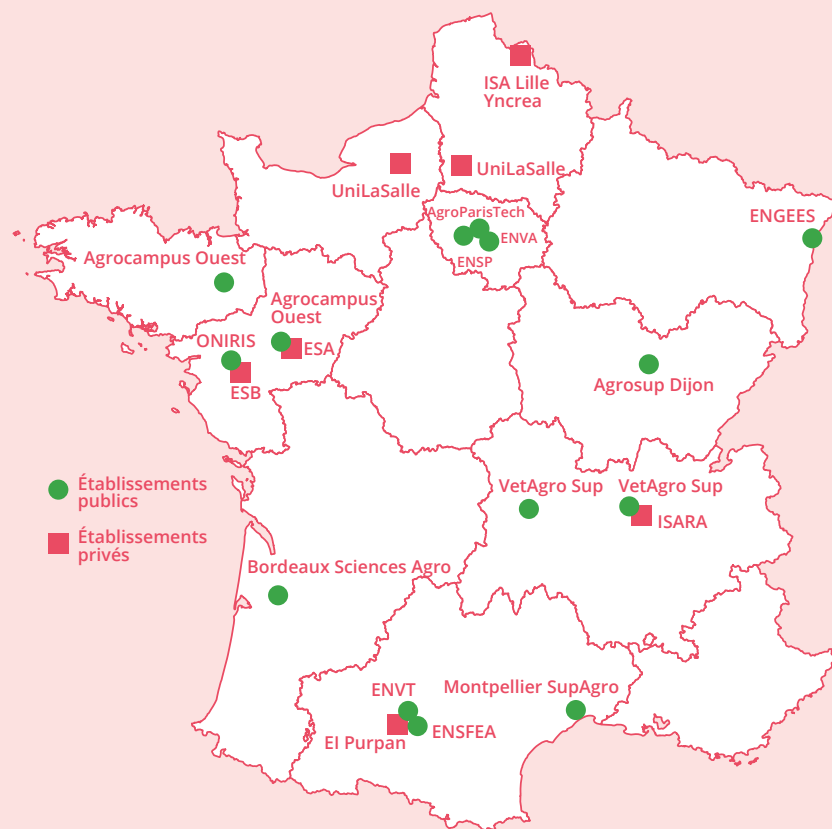 ISA Lille
Yncrea
UniLaSalle
UniLaSalle
AgroParisTech
ENVA
ENSP
ENGEES
Agrocampus Ouest
Agrocampus
Ouest
ONIRIS
ESA
ESB
Agrosup Dijon
Établissements
publics
Établissements
privés
VetAgro Sup
VetAgro Sup
ISARA
Bordeaux Sciences Agro
ENVT
Montpellier SupAgro
ENSFEA
EI Purpan